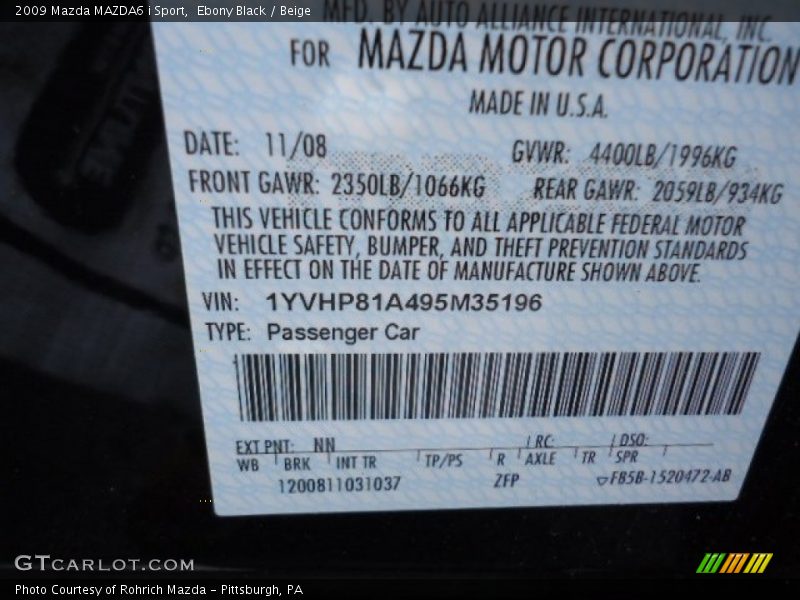 2009 Mazda MAZDA6 i Sport, Ebony Black / Beige
MFD. BY AUTO ALLIANCE INTERNATIONAL, INC.
FOR MAZDA MOTOR CORPORATION
MADE IN U.S.A.
DATE: 11/08 GVWR: 4400LB/1996KG
FRONT GAWR: 2350LB/1066KG REAR GAWR: 2059LB/934KG
THIS VEHICLE CONFORMS TO ALL APPLICABLE FEDERAL MOTOR
VEHICLE SAFETY, BUMPER, AND THEFT PREVENTION STANDARDS
IN EFFECT ON THE DATE OF MANUFACTURE SHOWN ABOVE.
VIN: 1YVHP81A495M35196
TYPE: Passenger Car
EXT PNT: NN RC: DSO:
WB BRK INT TR TP/PS R AXLE TR SPR
1200811031037 ZFP FB5B-1520472-AB
GTCARLOT.COM
Photo Courtesy of Rohrich Mazda - Pittsburgh, PA